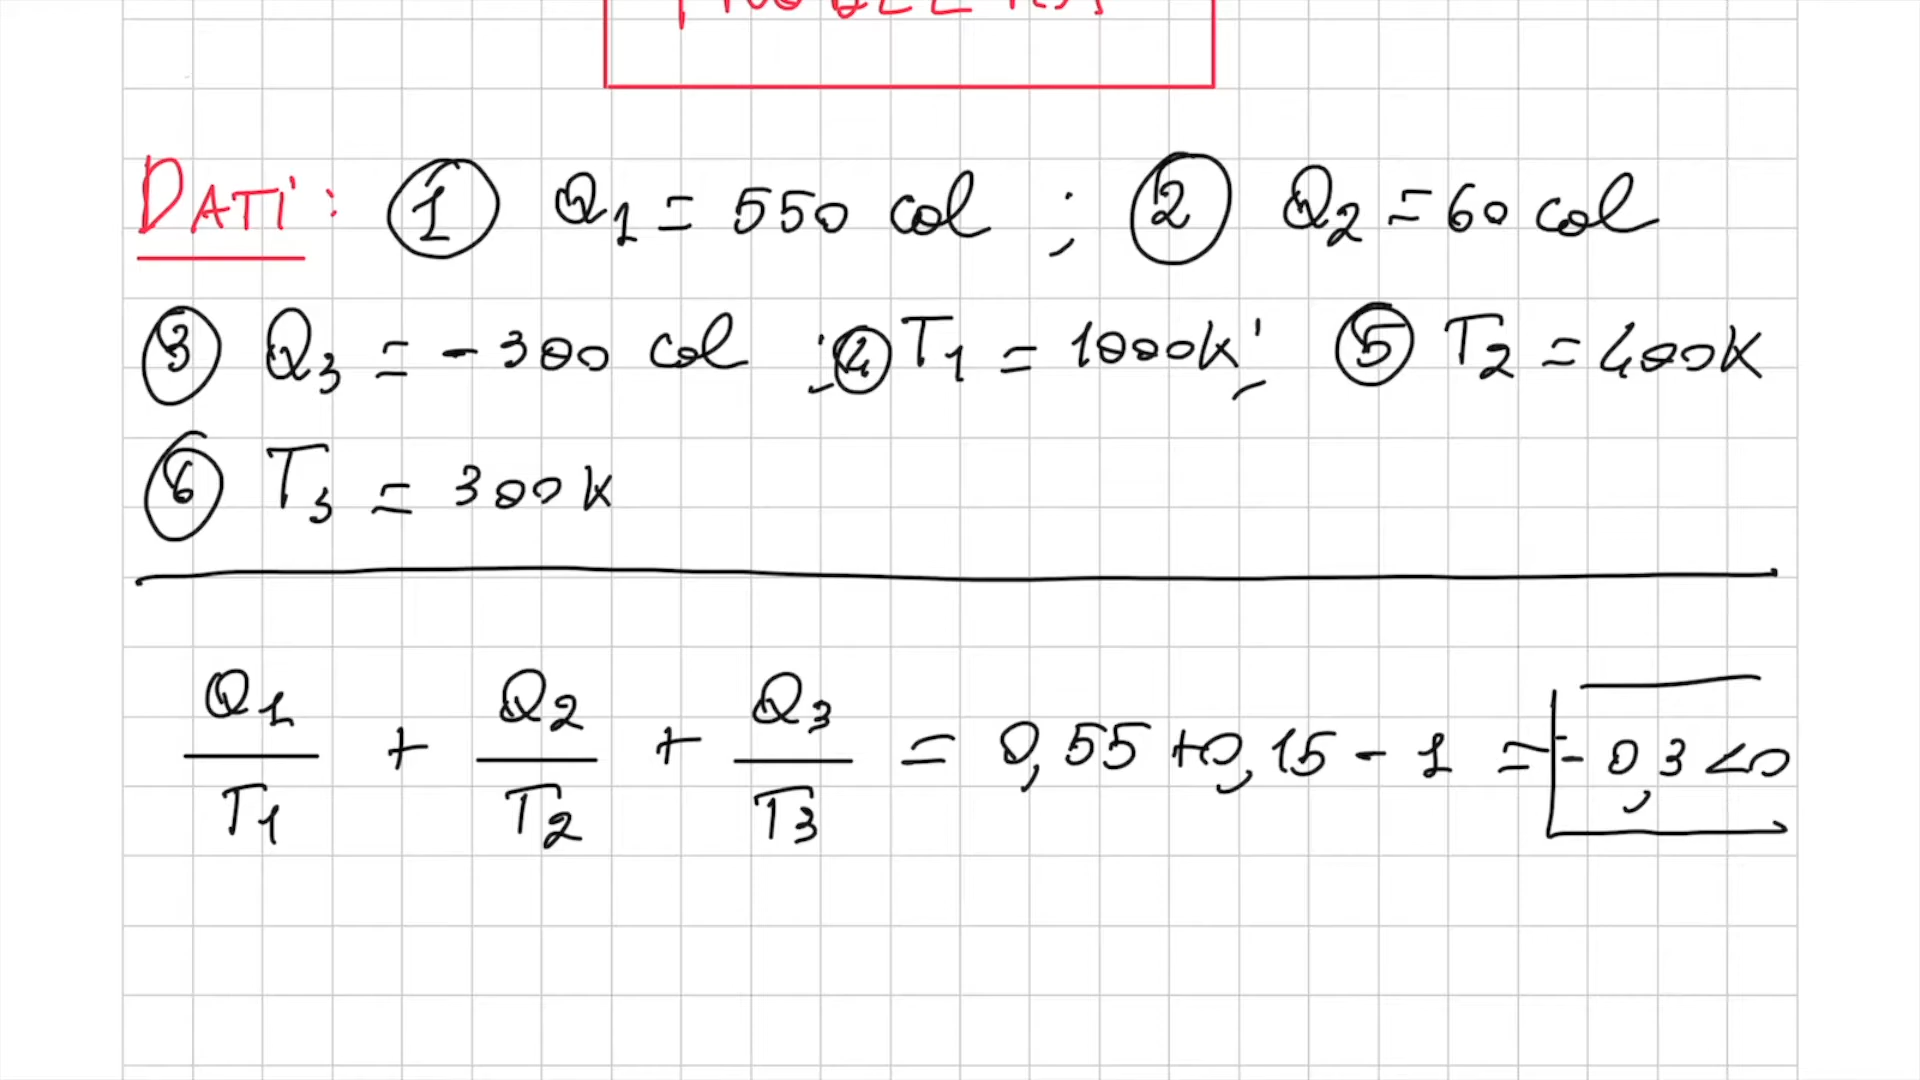 DATI: ① Q₁ = 550 cal ; ② Q₂ = 60 cal
③ Q₃ = - 300 cal ; ④ T₁ = 1000K ; ⑤ T₂ = 400K
⑥ T₃ = 300K
Q₁/T₁ + Q₂/T₂ + Q₃/T₃ = 0,55 + 0,15 - 1 = - 0,3 < 0